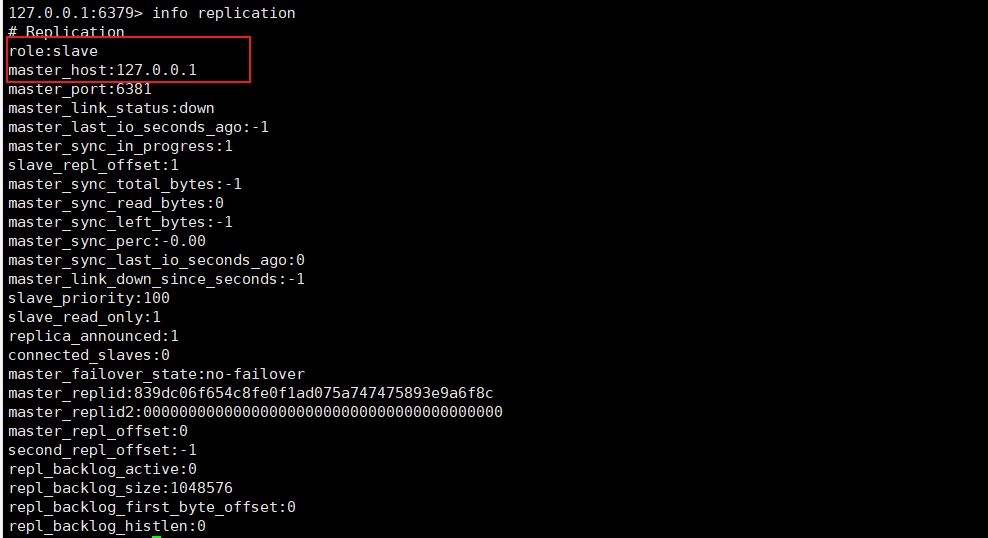 127.0.0.1:6379> info replication
# Replication
role:slave
master_host:127.0.0.1
master_port:6381
master_link_status:down
master_last_io_seconds_ago:-1
master_sync_in_progress:1
slave_repl_offset:1
master_sync_total_bytes:-1
master_sync_read_bytes:0
master_sync_left_bytes:-1
master_sync_perc:-0.00
master_sync_last_io_seconds_ago:0
master_link_down_since_seconds:-1
slave_priority:100
slave_read_only:1
replica_announced:1
connected_slaves:0
master_failover_state:no-failover
master_replid:839dc06f654c8fe0f1ad075a747475893e9a6f8c
master_replid2:0000000000000000000000000000000000000000
master_repl_offset:0
second_repl_offset:-1
repl_backlog_active:0
repl_backlog_size:1048576
repl_backlog_first_byte_offset:0
repl_backlog_histlen:0